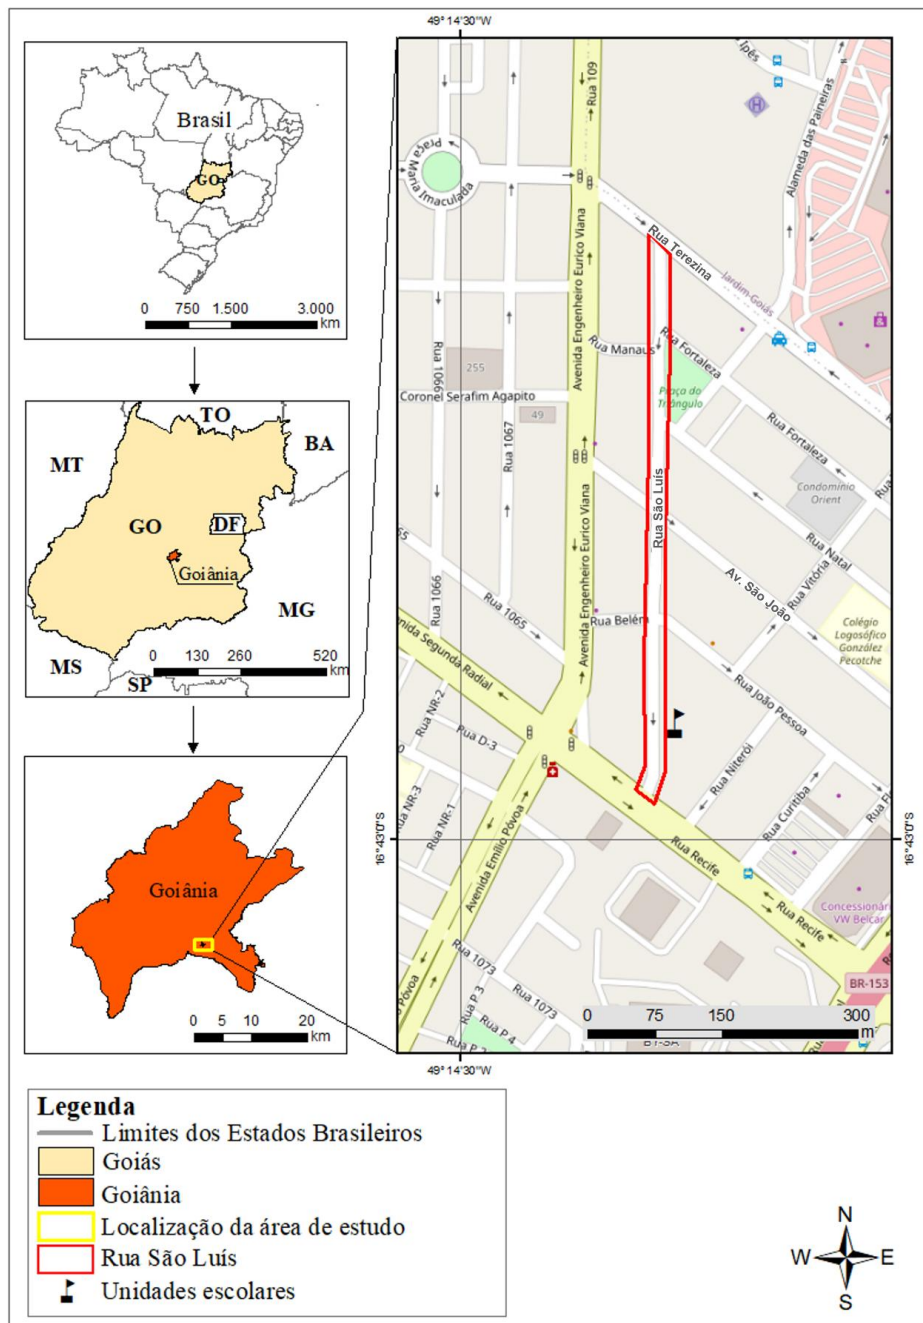 49° 14'30''W
Brasil
GO
0 750 1.500 3.000
km
TO
BA
MT
GO
DF
Goiânia
MG
MS
SP
0 130 260 520
km
Goiânia
0 5 10 20
km
Rua 109
Ipês
H
Alameda das Paineiras
Praça Maria Imaculada
Rua Terezina
Avenida Engenheiro Eurico Viana
Jardim Goiás
Rua 1066
255
Rua Manaus
Rua Fortaleza
Praça do
Triângulo
Coronel Serafim Agapito
49
Rua 1067
Rua Fortaleza
Condomínio
Orient
Rua São Luís
Avenida Engenheiro Eurico Viana
Rua Natal
Rua Vitória
Av. São João
65
Rua 1066
Rua 1065
Rua Belém
Colégio
Logosófico
González
Pecotche
enida Segunda Radial
Rua João Pessoa
Rua NR-2
Rua D-3
Rua Niterói
Rua NR-3
Rua NR-1
Rua Curitiba
Avenida Emílio Póvoa
16°43'0''S
Rua Recife
Rua Recife
Concessionári
VW Belcar
Rua 1073
Rua 1073
BR-153
Póvoa
Rua P.3
Rua P.4
0 75 150 300
m
49° 14'30''W
Legenda
Limites dos Estados Brasileiros
Goiás
Goiânia
Localização da área de estudo
Rua São Luís
Unidades escolares
N
W E
S